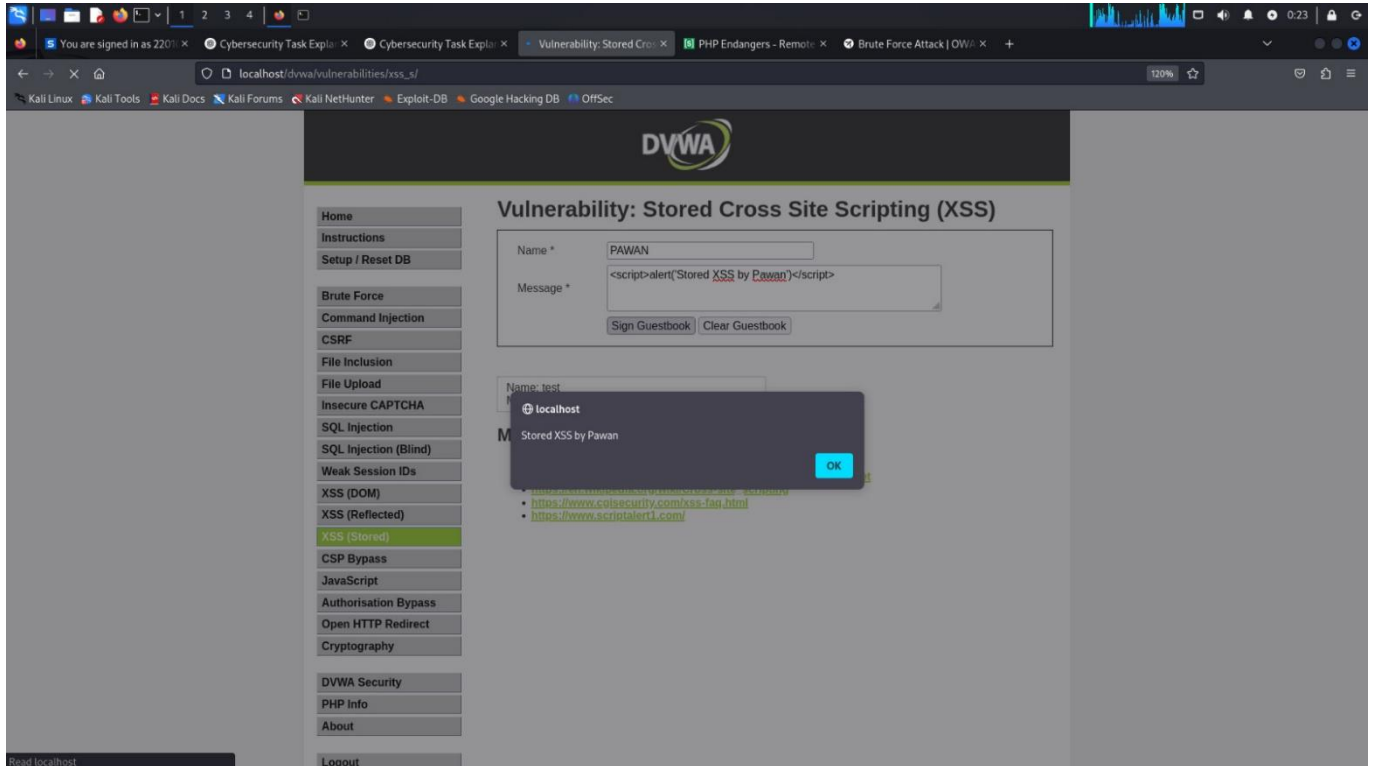 1 2 3 4 0:23
You are signed in as 2201 Cybersecurity Task Explai Cybersecurity Task Explai Vulnerability: Stored Cros PHP Endangers - Remote Brute Force Attack | OWA
localhost/dvwa/vulnerabilities/xss_s/ 120%
Kali Linux Kali Tools Kali Docs Kali Forums Kali NetHunter Exploit-DB Google Hacking DB OffSec
DVWA
Vulnerability: Stored Cross Site Scripting (XSS)
Home
Instructions
Setup / Reset DB
Brute Force
Command Injection
CSRF
File Inclusion
File Upload
Insecure CAPTCHA
SQL Injection
SQL Injection (Blind)
Weak Session IDs
XSS (DOM)
XSS (Reflected)
XSS (Stored)
CSP Bypass
JavaScript
Authorisation Bypass
Open HTTP Redirect
Cryptography
DVWA Security
PHP Info
About
Logout
Name * PAWAN
Message * <script>alert('Stored XSS by Pawan')</script>
Sign Guestbook Clear Guestbook
Name: test
localhost
Stored XSS by Pawan
OK
https://www.cgisecurity.com/xss-faq.html
https://www.scriptalert1.com/
Read localhost